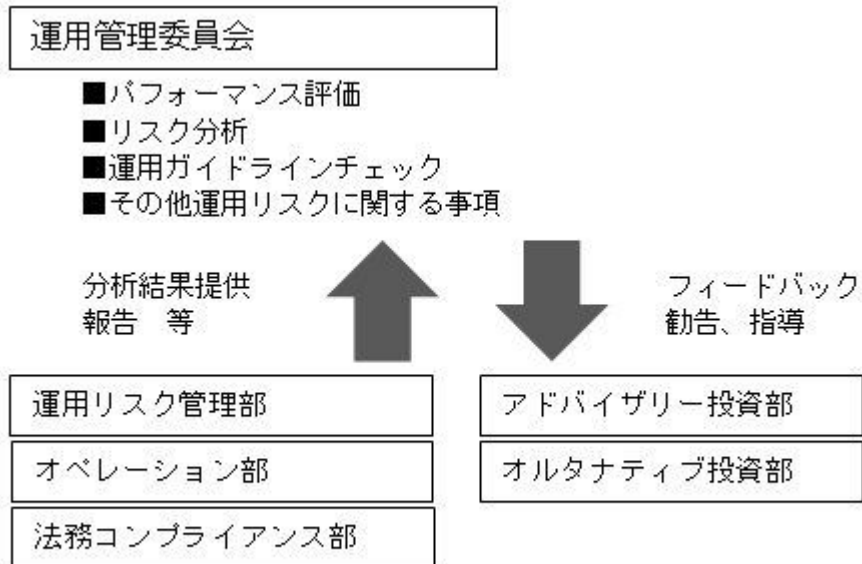 運用管理委員会
■パフォーマンス評価
■リスク分析
■運用ガイドラインチェック
■その他運用リスクに関する事項
分析結果提供
報告　等
フィードバック
勧告、指導
運用リスク管理部
オペレーション部
法務コンプライアンス部
アドバイザリー投資部
オルタナティブ投資部